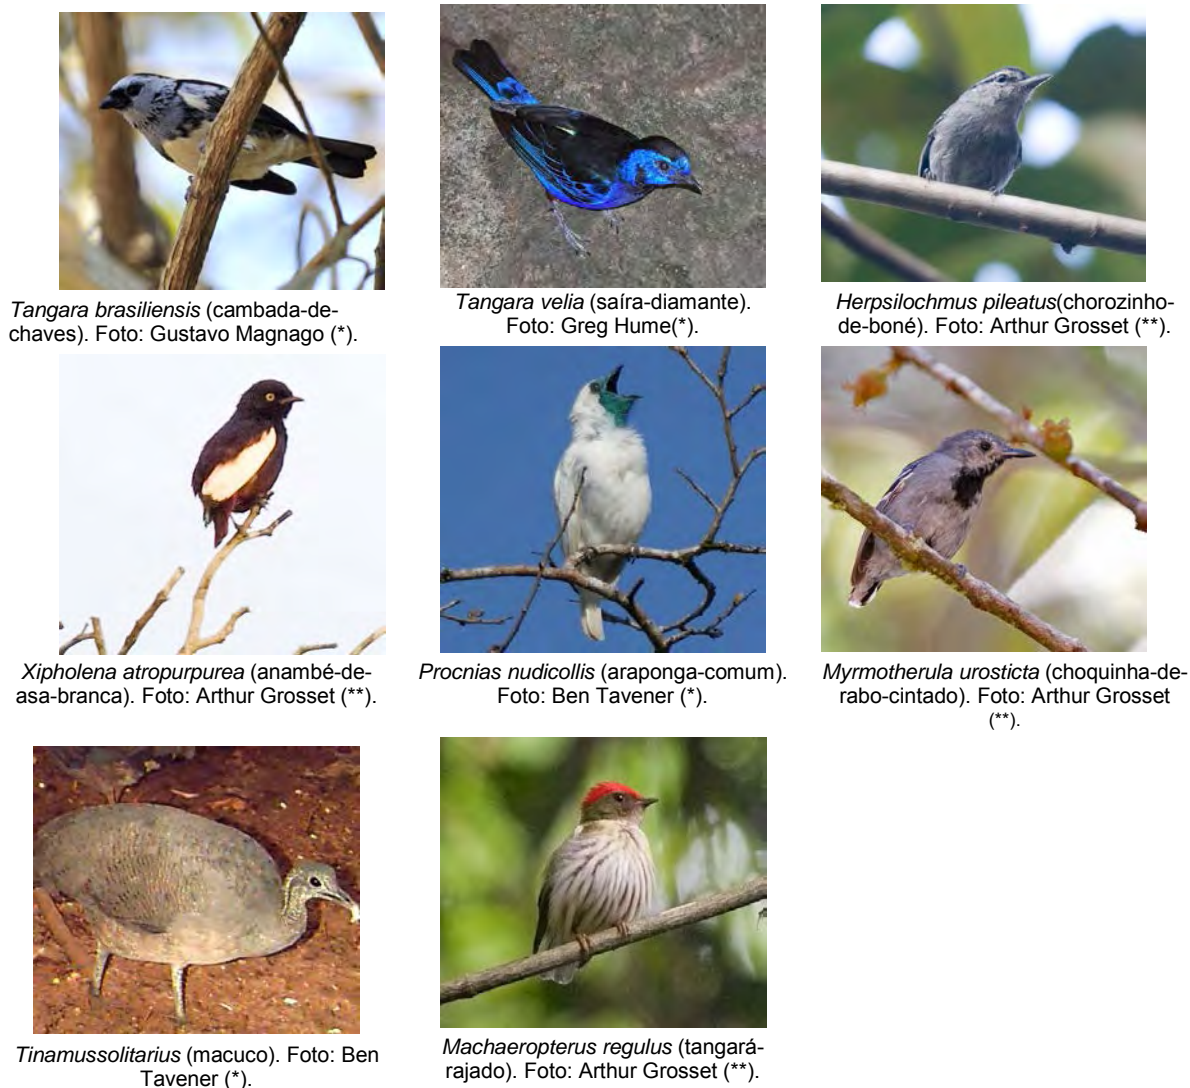 Tangara brasiliensis (cambada-de-
chaves). Foto: Gustavo Magnago (*).
Tangara velia (saíra-diamante).
Foto: Greg Hume(*).
Herpsilochmus pileatus(chorozinho-
de-boné). Foto: Arthur Grosset (**).
Xipholena atropurpurea (anambé-de-
asa-branca). Foto: Arthur Grosset (**).
Procnias nudicollis (araponga-comum).
Foto: Ben Tavener (*).
Myrmotherula urosticta (choquinha-de-
rabo-cintado). Foto: Arthur Grosset
(**).
Tinamussolitarius (macuco). Foto: Ben
Tavener (*).
Machaeropterus regulus (tangará-
rajado). Foto: Arthur Grosset (**).